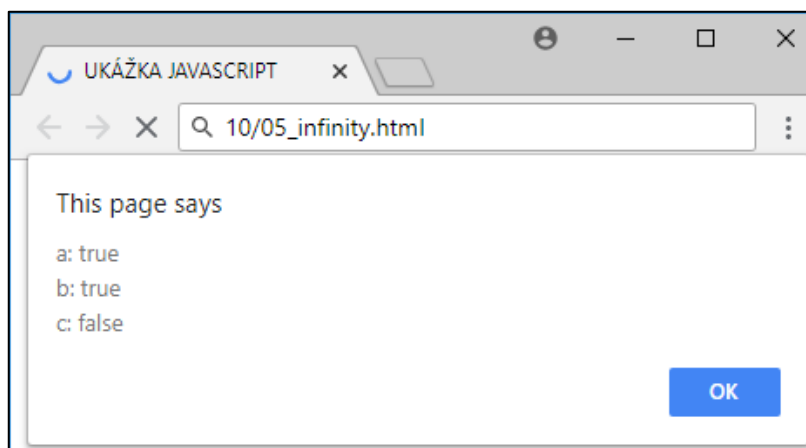 UKÁŽKA JAVASCRIPT
10/05_infinity.html
This page says
a: true
b: true
c: false
OK